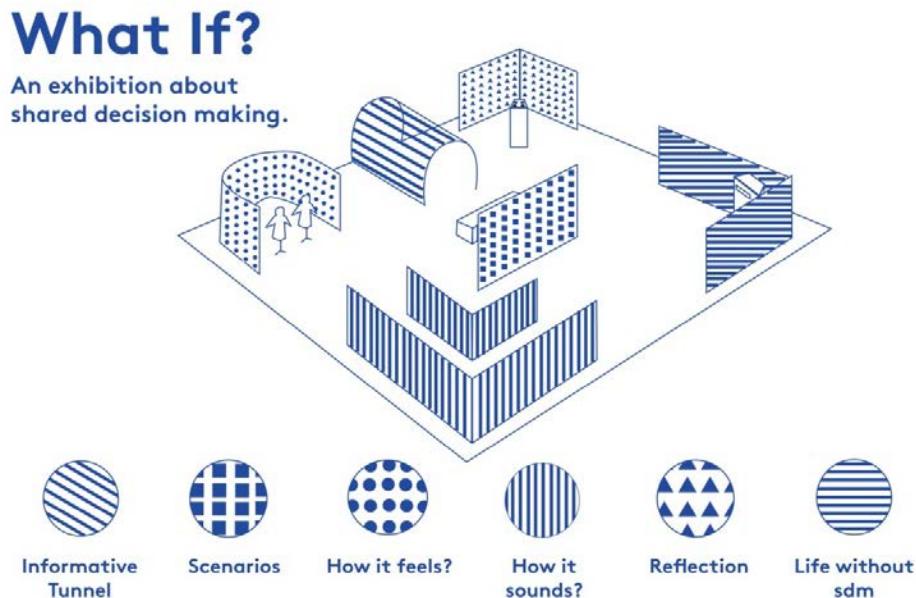 What If?
An exhibition about
shared decision making.
Informative
Tunnel
Scenarios
How it feels?
How it
sounds?
Reflection
Life without
sdm